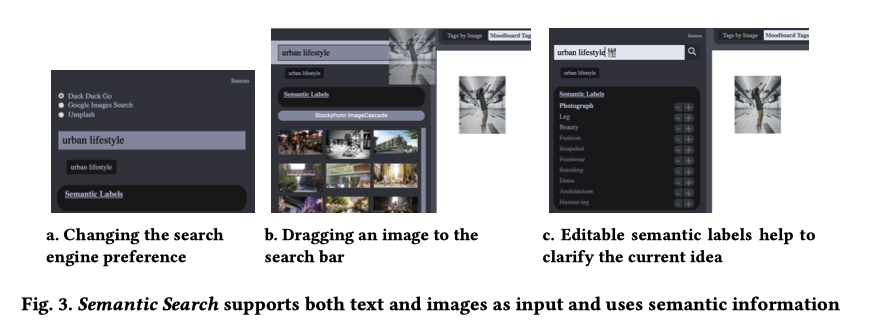 Sources
Duck Duck Go
Google Images Search
Unsplash
urban lifestyle
urban lifestyle
Semantic Labels
a. Changing the search
engine preference
urban lifestyle
urban lifestyle
Semantic Labels
Stockphoto ImageCascade
Tags by Image Moodboard Tags
b. Dragging an image to the
search bar
Sources
urban lifestyle
urban lifestyle
Semantic Labels
Photograph
Leg
Beauty
Fashion
Snapshot
Footwear
Standing
Dress
Architecture
Human leg
Tags by Image Moodboard Tag
c. Editable semantic labels help to
clarify the current idea
Fig. 3. Semantic Search supports both text and images as input and uses semantic information